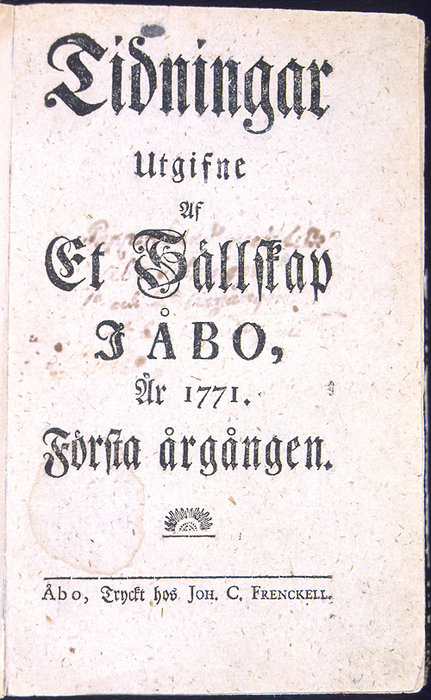 Tidningar
Utgifne
Af
Et Sällskap
I ÅBO,
År 1771.
Första årgången.
Åbo, Tryckt hos JOH. C. FRENCKELL.